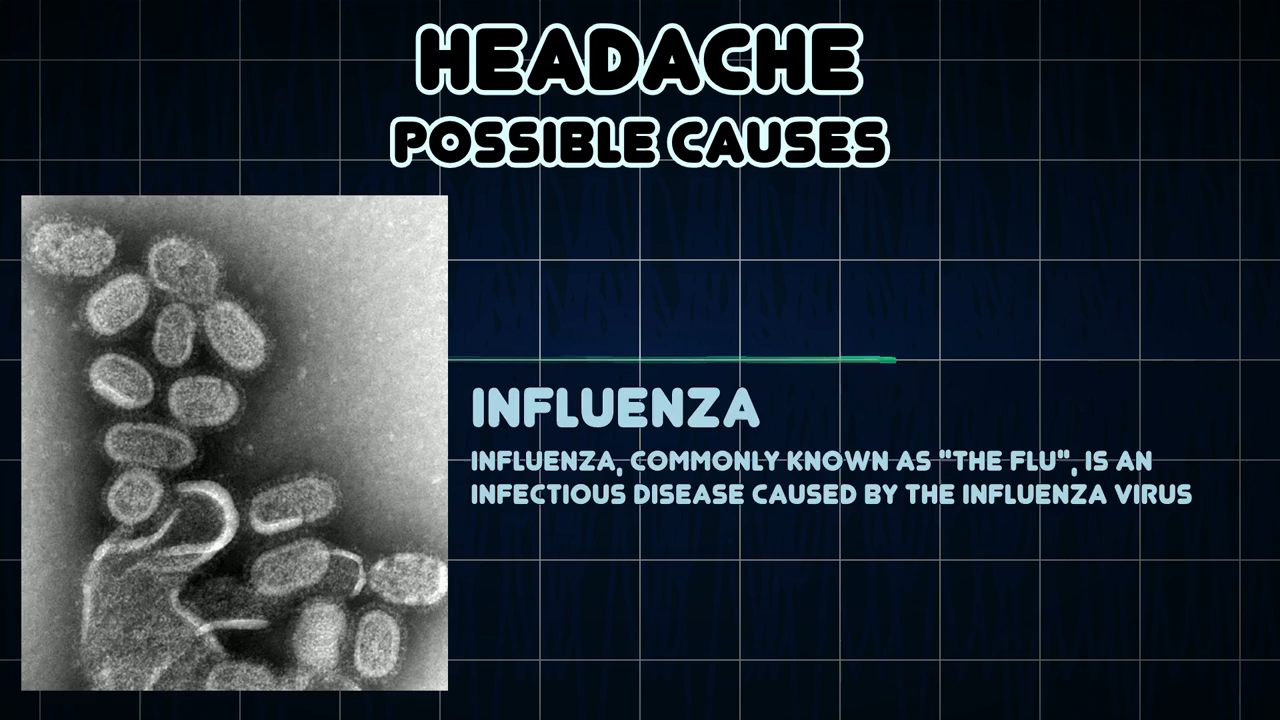 HEADACHE
POSSIBLE CAUSES
INFLUENZA
INFLUENZA, COMMONLY KNOWN AS "THE FLU", IS AN
INFECTIOUS DISEASE CAUSED BY THE INFLUENZA VIRUS